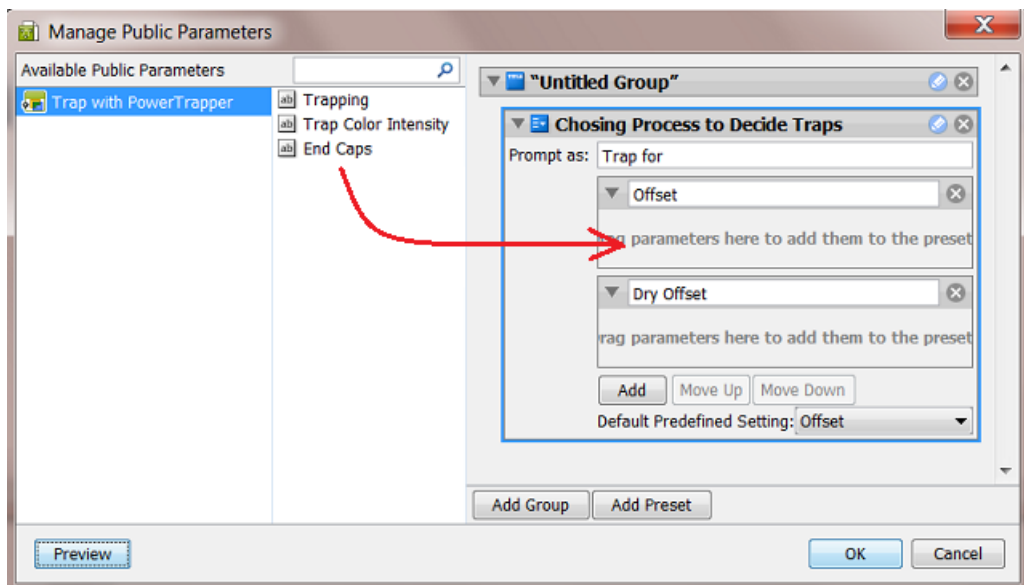 Manage Public Parameters
Available Public Parameters
Trap with PowerTrapper
Trapping
Trap Color Intensity
End Caps
"Untitled Group"
Chosing Process to Decide Traps
Prompt as: Trap for
Offset
parameters here to add them to the preset
Dry Offset
rag parameters here to add them to the preset
Add Move Up Move Down
Default Predefined Setting: Offset
Add Group Add Preset
Preview OK Cancel